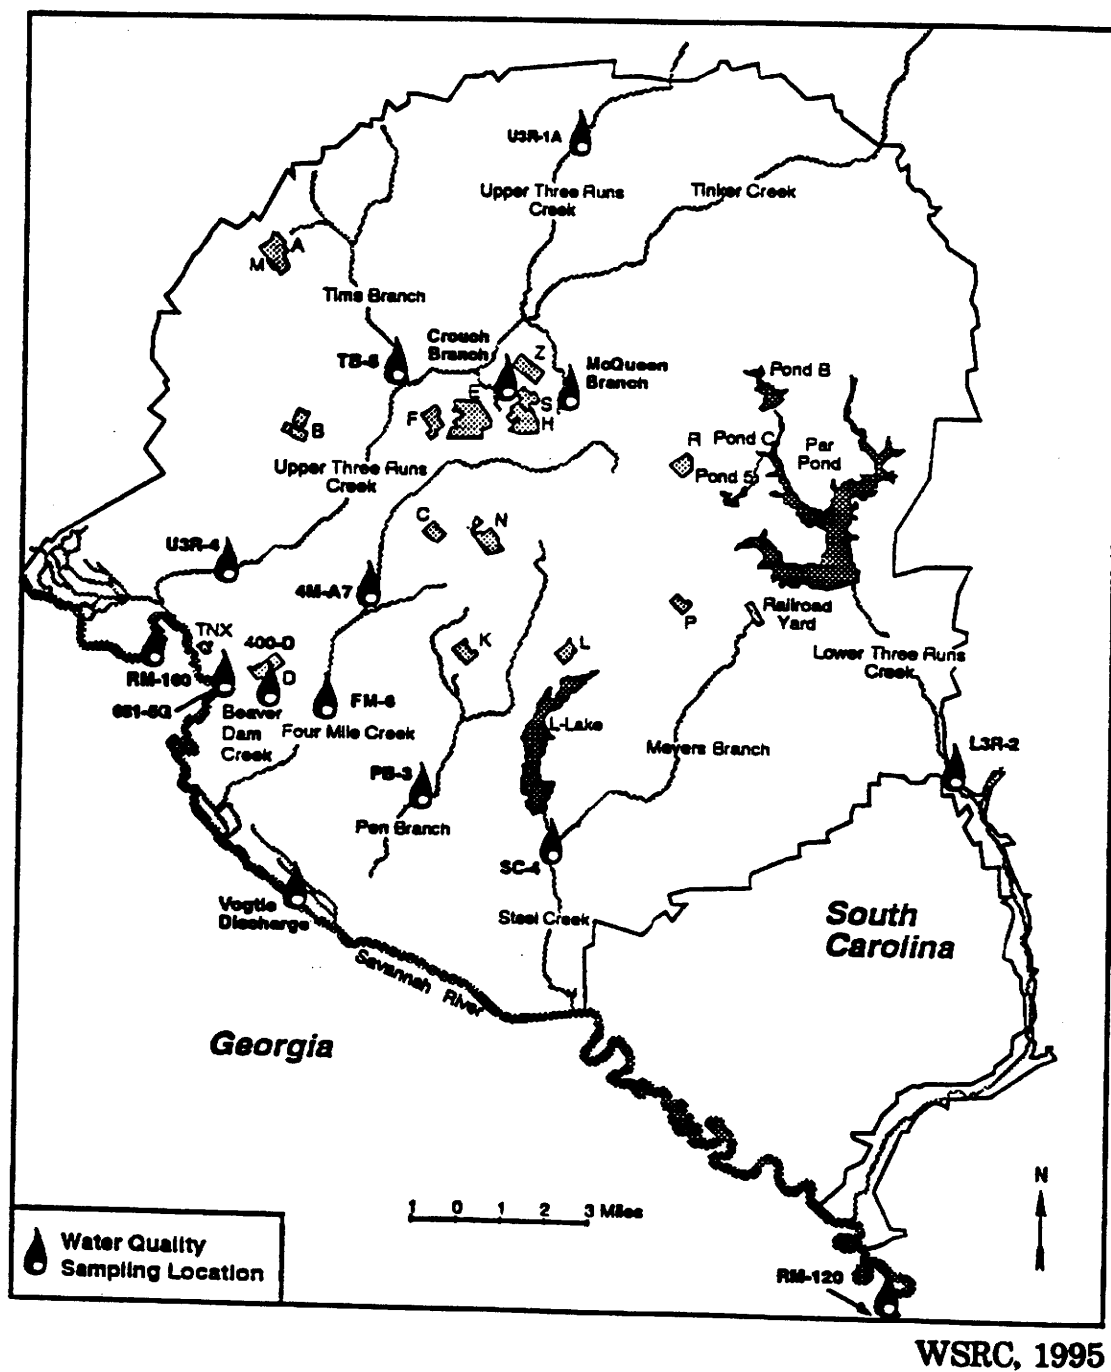 U3R-1A
Upper Three Runs
Creek
Tinker Creek
A
M
Tims Branch
Crouch
Branch
TB-5
Z
McQueen
Branch
E
S
F
H
B
Pond B
R
Pond C
Par
Pond
Pond 5
Upper Three Runs
Creek
C
N
U3R-4
4M-A7
TNX
400-D
K
L
P
Railroad
Yard
Lower Three Runs
Creek
RM-160
D
681-5G
Beaver
Dam
Creek
FM-6
Four Mile Creek
L-Lake
Meyers Branch
L3R-2
PB-3
Pen Branch
SC-4
Vogtle
Discharge
Steel Creek
South
Carolina
Savannah River
Georgia
N
1 0 1 2 3 Miles
Water Quality
Sampling Location
RM-120
WSRC, 1995